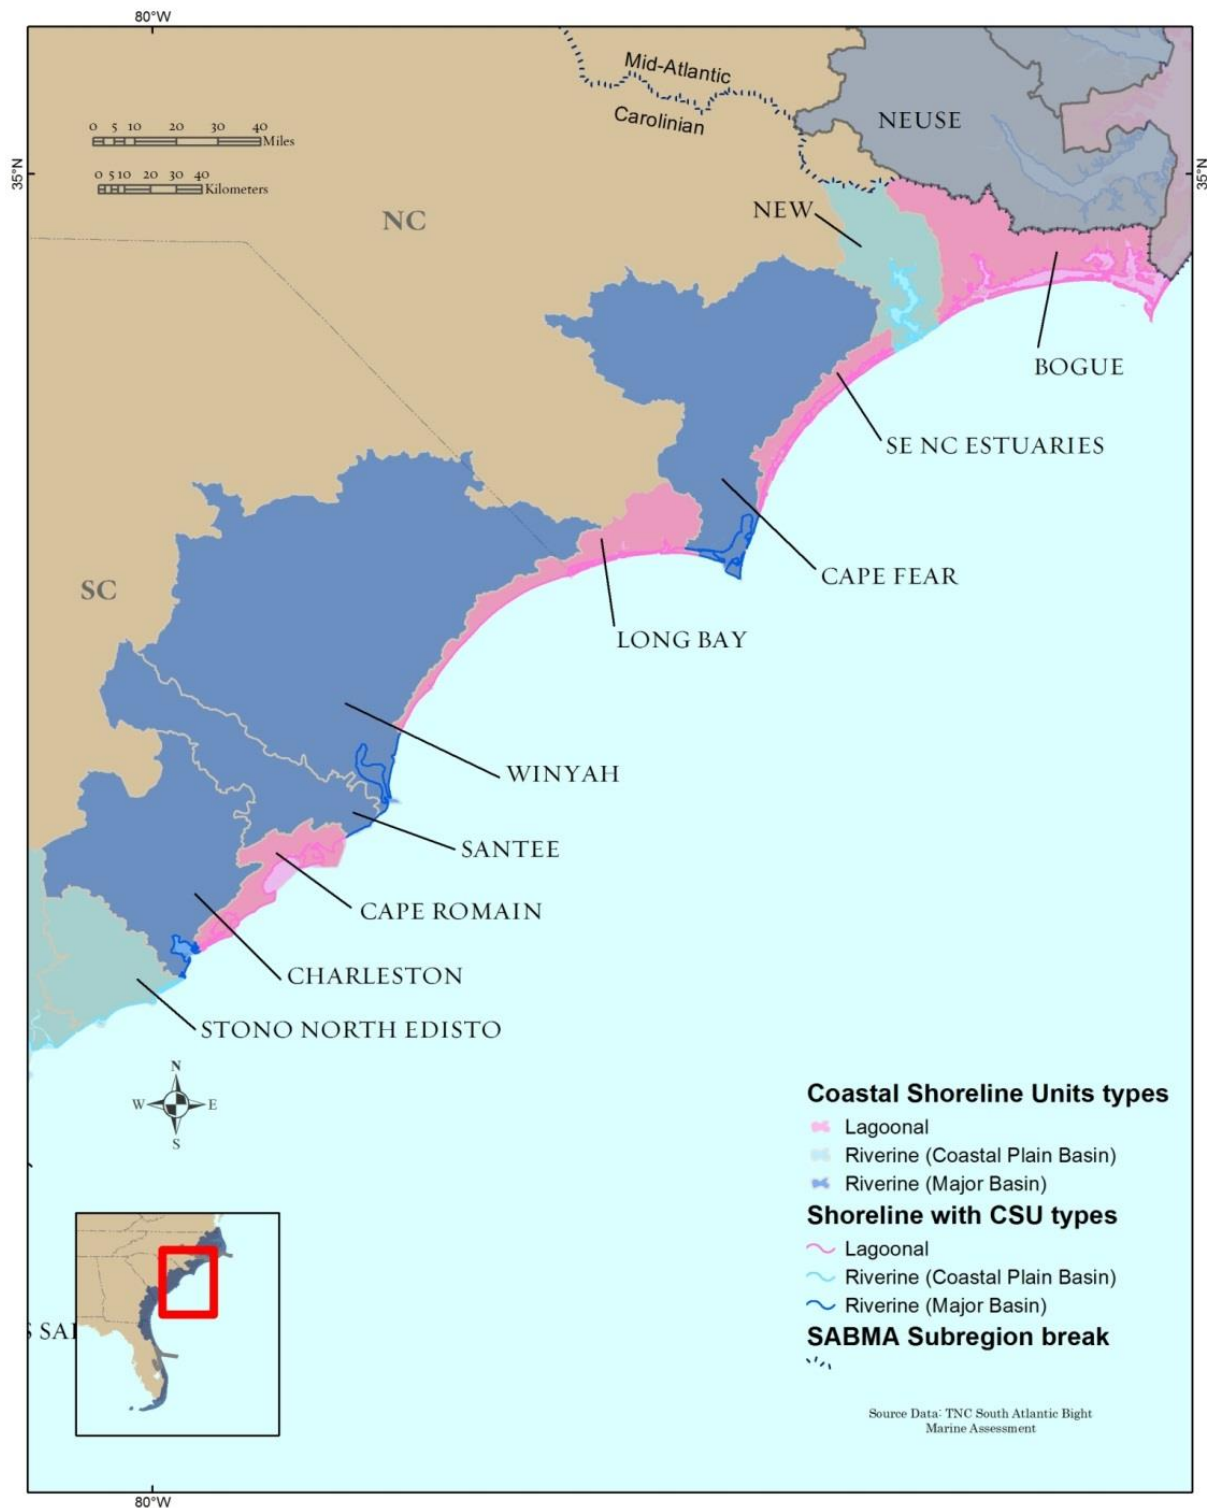 80°W
Mid-Atlantic
Carolinian
NEUSE
0 5 10 20 30 40
Miles
0 5 10 20 30 40
Kilometers
35°N
35°N
NC
NEW
BOGUE
SE NC ESTUARIES
SC
CAPE FEAR
LONG BAY
WINYAH
SANTEE
CAPE ROMAIN
CHARLESTON
STONO NORTH EDISTO
N
W E
S
Coastal Shoreline Units types
Lagoonal
Riverine (Coastal Plain Basin)
Riverine (Major Basin)
Shoreline with CSU types
Lagoonal
Riverine (Coastal Plain Basin)
Riverine (Major Basin)
SABMA Subregion break
Source Data: TNC South Atlantic Bight
Marine Assessment
80°W